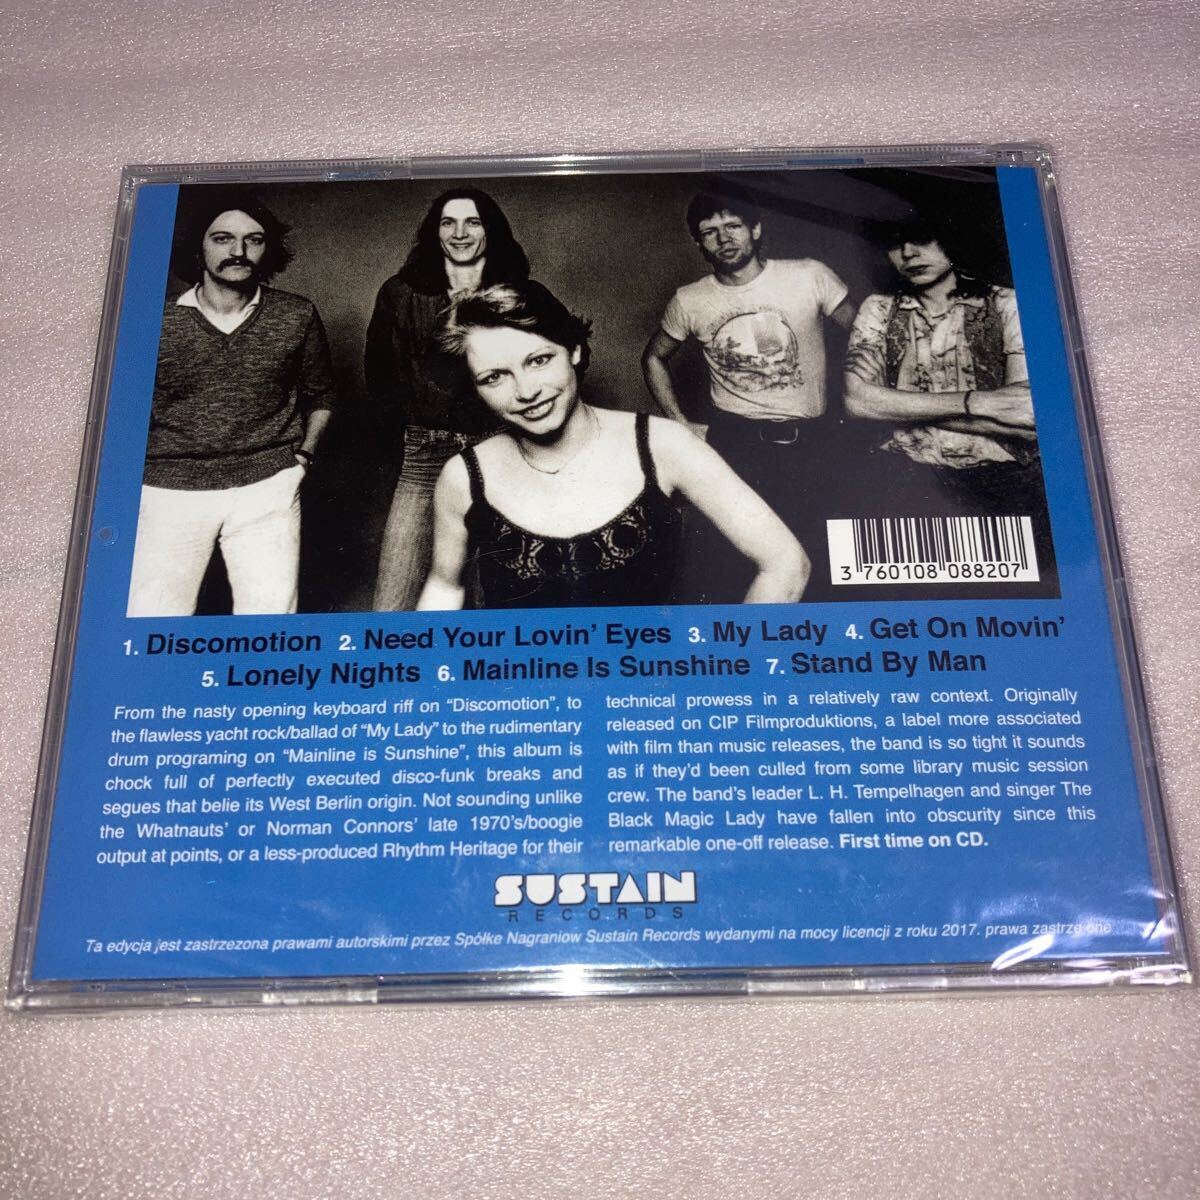 3 760108 088207
1. Discomotion 2. Need Your Lovin' Eyes 3. My Lady 4. Get On Movin'
5. Lonely Nights 6. Mainline Is Sunshine 7. Stand By Man
From the nasty opening keyboard riff on "Discomotion", to
the flawless yacht rock/ballad of "My Lady" to the rudimentary
drum programing on "Mainline is Sunshine", this album is
chock full of perfectly executed disco-funk breaks and
segues that belie its West Berlin origin. Not sounding unlike
the Whatnauts' or Norman Connors' late 1970's/boogie
output at points, or a less-produced Rhythm Heritage for their
technical prowess in a relatively raw context. Originally
released on CIP Filmproduktions, a label more associated
with film than music releases, the band is so tight it sounds
as if they'd been culled from some library music session
crew. The band's leader L. H. Tempelhagen and singer The
Black Magic Lady have fallen into obscurity since this
remarkable one-off release. First time on CD.
SUSTAIN
RECORDS
Ta edycja jest zastrzezona prawami autorskimi przez Spółke Nagraniow Sustain Records wydanymi na mocy licencji z roku 2017. prawa